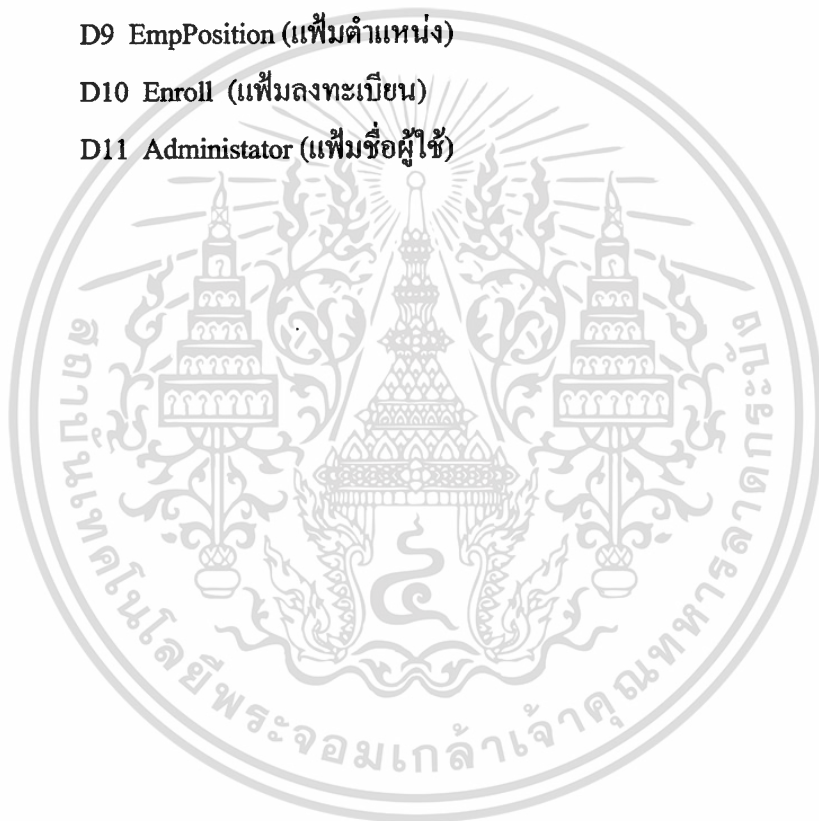 D9 EmpPosition (แฟ้มตำแหน่ง)
D10 Enroll (แฟ้มลงทะเบียน)
D11 Administator (แฟ้มชื่อผู้ใช้)
สถาบันเทคโนโลยีพระจอมเกล้าเจ้าคุณทหารลาดกระบัง